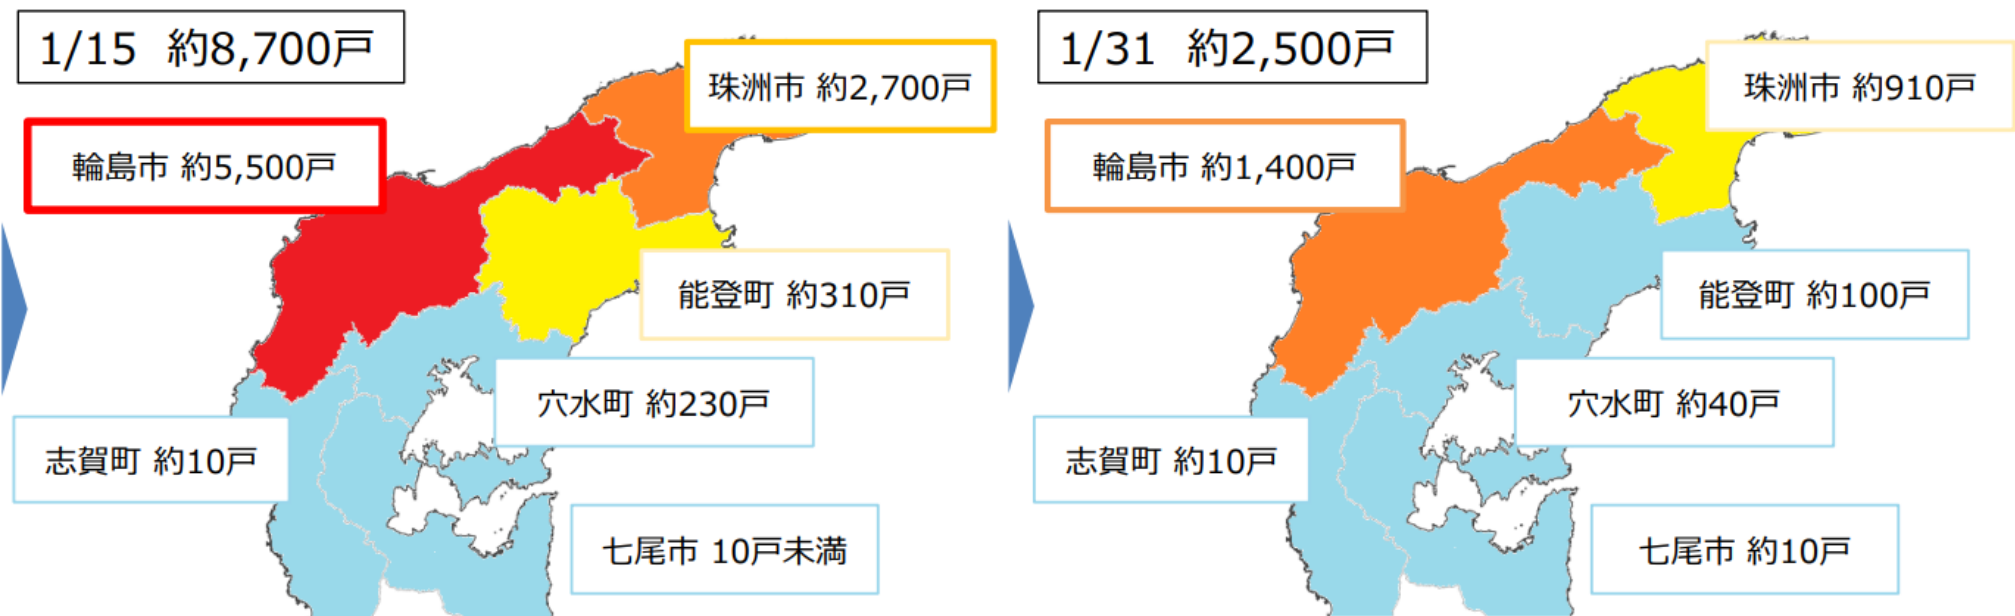 1/15 約8,700戸
珠洲市 約2,700戸
輪島市 約5,500戸
能登町 約310戸
穴水町 約230戸
志賀町 約10戸
七尾市 10戸未満
1/31 約2,500戸
珠洲市 約910戸
輪島市 約1,400戸
能登町 約100戸
穴水町 約40戸
志賀町 約10戸
七尾市 約10戸